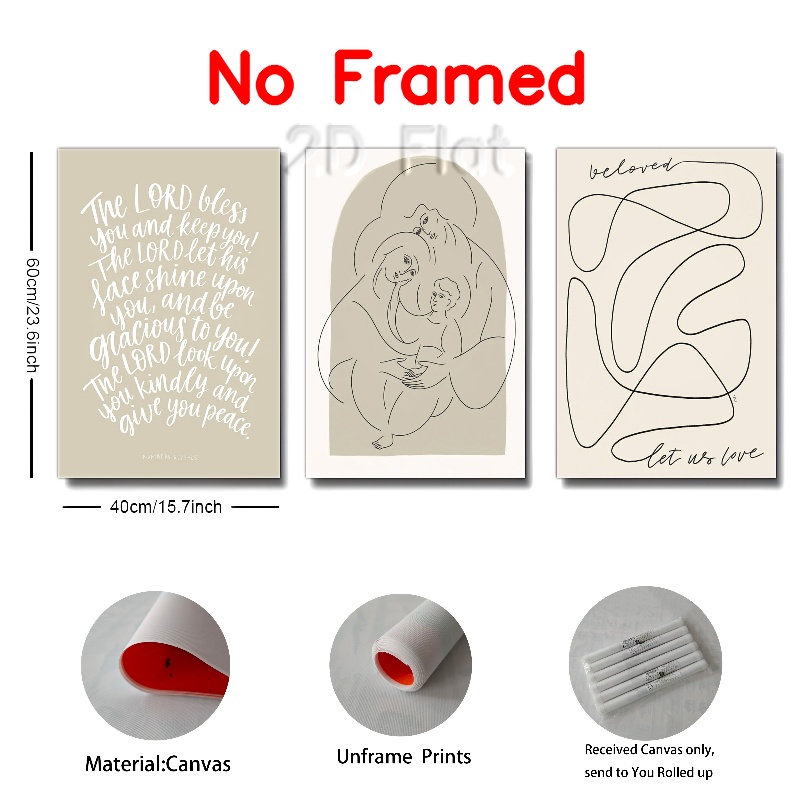 No Framed
2D Flat
60cm/23.6inch
The LORD bless
you and keep you!
The LORD let his
face shine upon
you, and be
gracious to you!
The LORD look upon
you kindly and
give you peace.
beloved
let us love
40cm/15.7inch
Material:Canvas
Unframe Prints
Received Canvas only,
send to You Rolled up